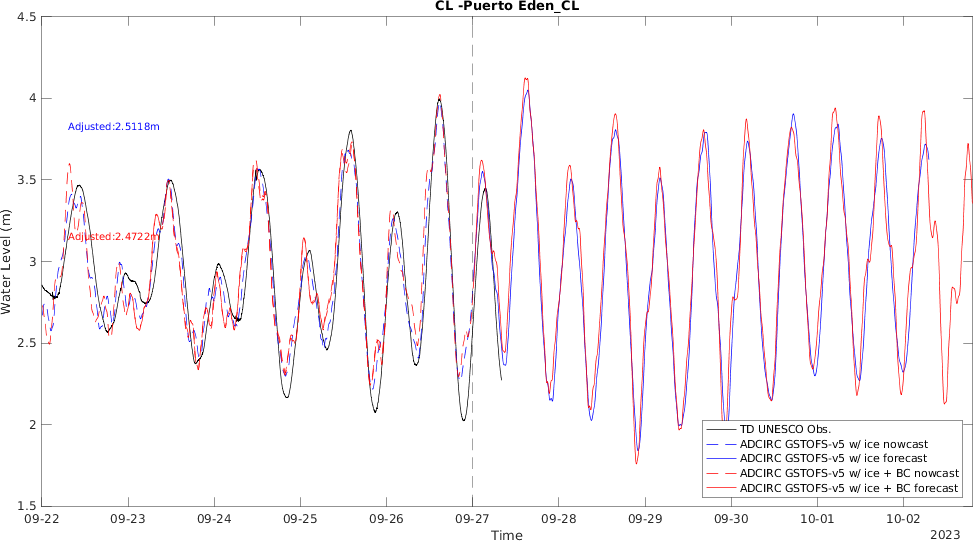 CL -Puerto Eden_CL
4.5
4
3.5
3
2.5
2
1.5
Water Level (m)
Adjusted:2.5118m
Adjusted:2.4722m
TD UNESCO Obs.
ADCIRC GSTOFS-v5 w/ ice nowcast
ADCIRC GSTOFS-v5 w/ ice forecast
ADCIRC GSTOFS-v5 w/ ice + BC nowcast
ADCIRC GSTOFS-v5 w/ ice + BC forecast
09-22 09-23 09-24 09-25 09-26 09-27 09-28 09-29 09-30 10-01 10-02
Time
2023